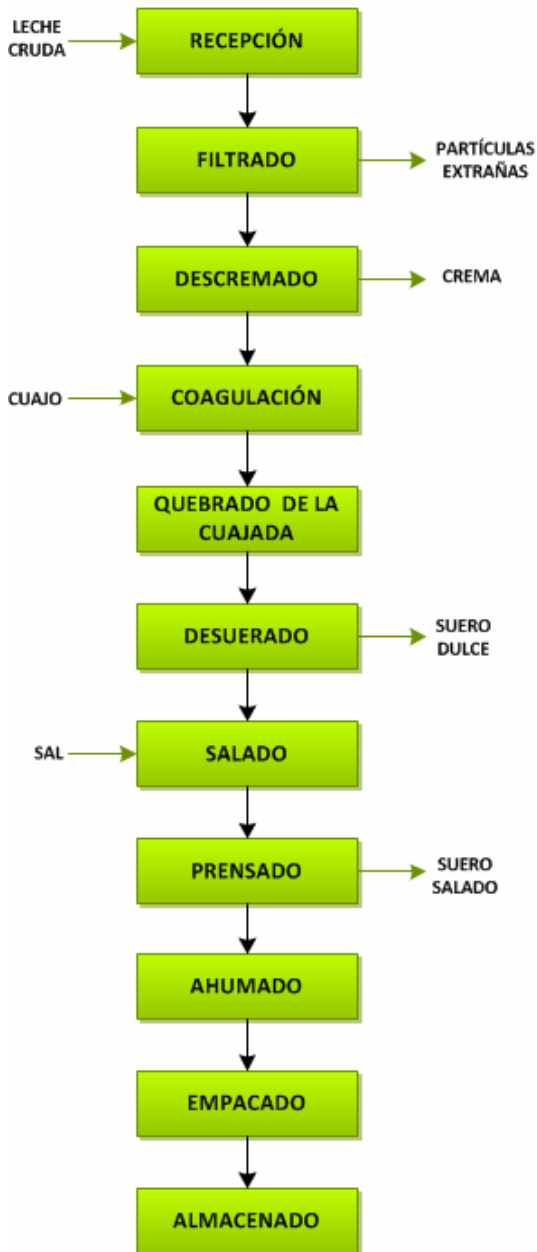 LECHE
CRUDA
RECEPCIÓN
FILTRADO
PARTÍCULAS
EXTRAÑAS
DESCREMADO
CREMA
CUAJO
COAGULACIÓN
QUEBRADO DE LA
CUAJADA
DESUERADO
SUERO
DULCE
SAL
SALADO
PRENSADO
SUERO
SALADO
AHUMADO
EMPACADO
ALMACENADO